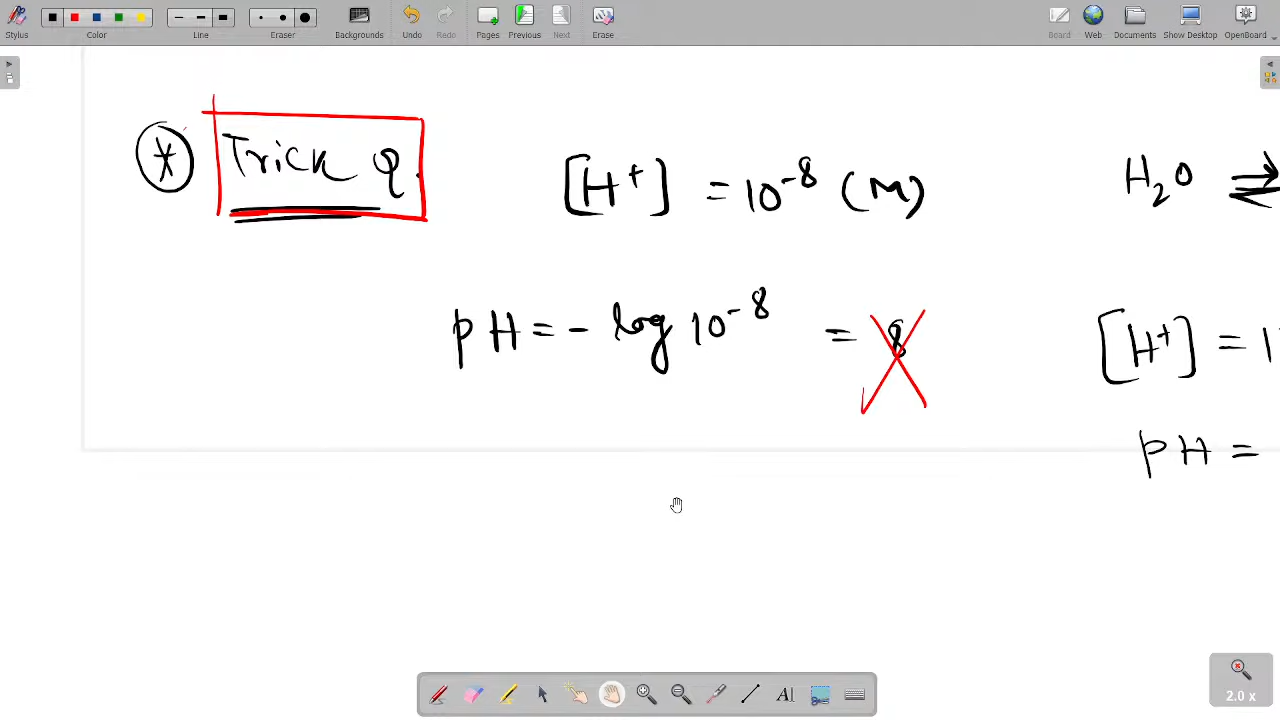 Stylus Color Line Eraser Backgrounds Undo Redo Pages Previous Next Erase Board Web Documents Show Desktop OpenBoard
Trick Q. [H⁺] = 10⁻⁸ (M) H₂O ⇌
pH = - log 10⁻⁸ = 8 [H⁺] = 1
pH =
2.0 x